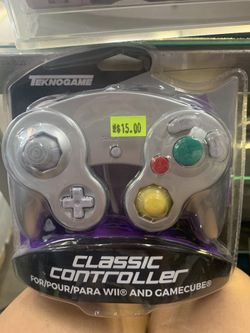 TEKNOGAME
$15.00
CLASSIC
CONTROLLER
FOR/POUR/PARA WII® AND GAMECUBE®